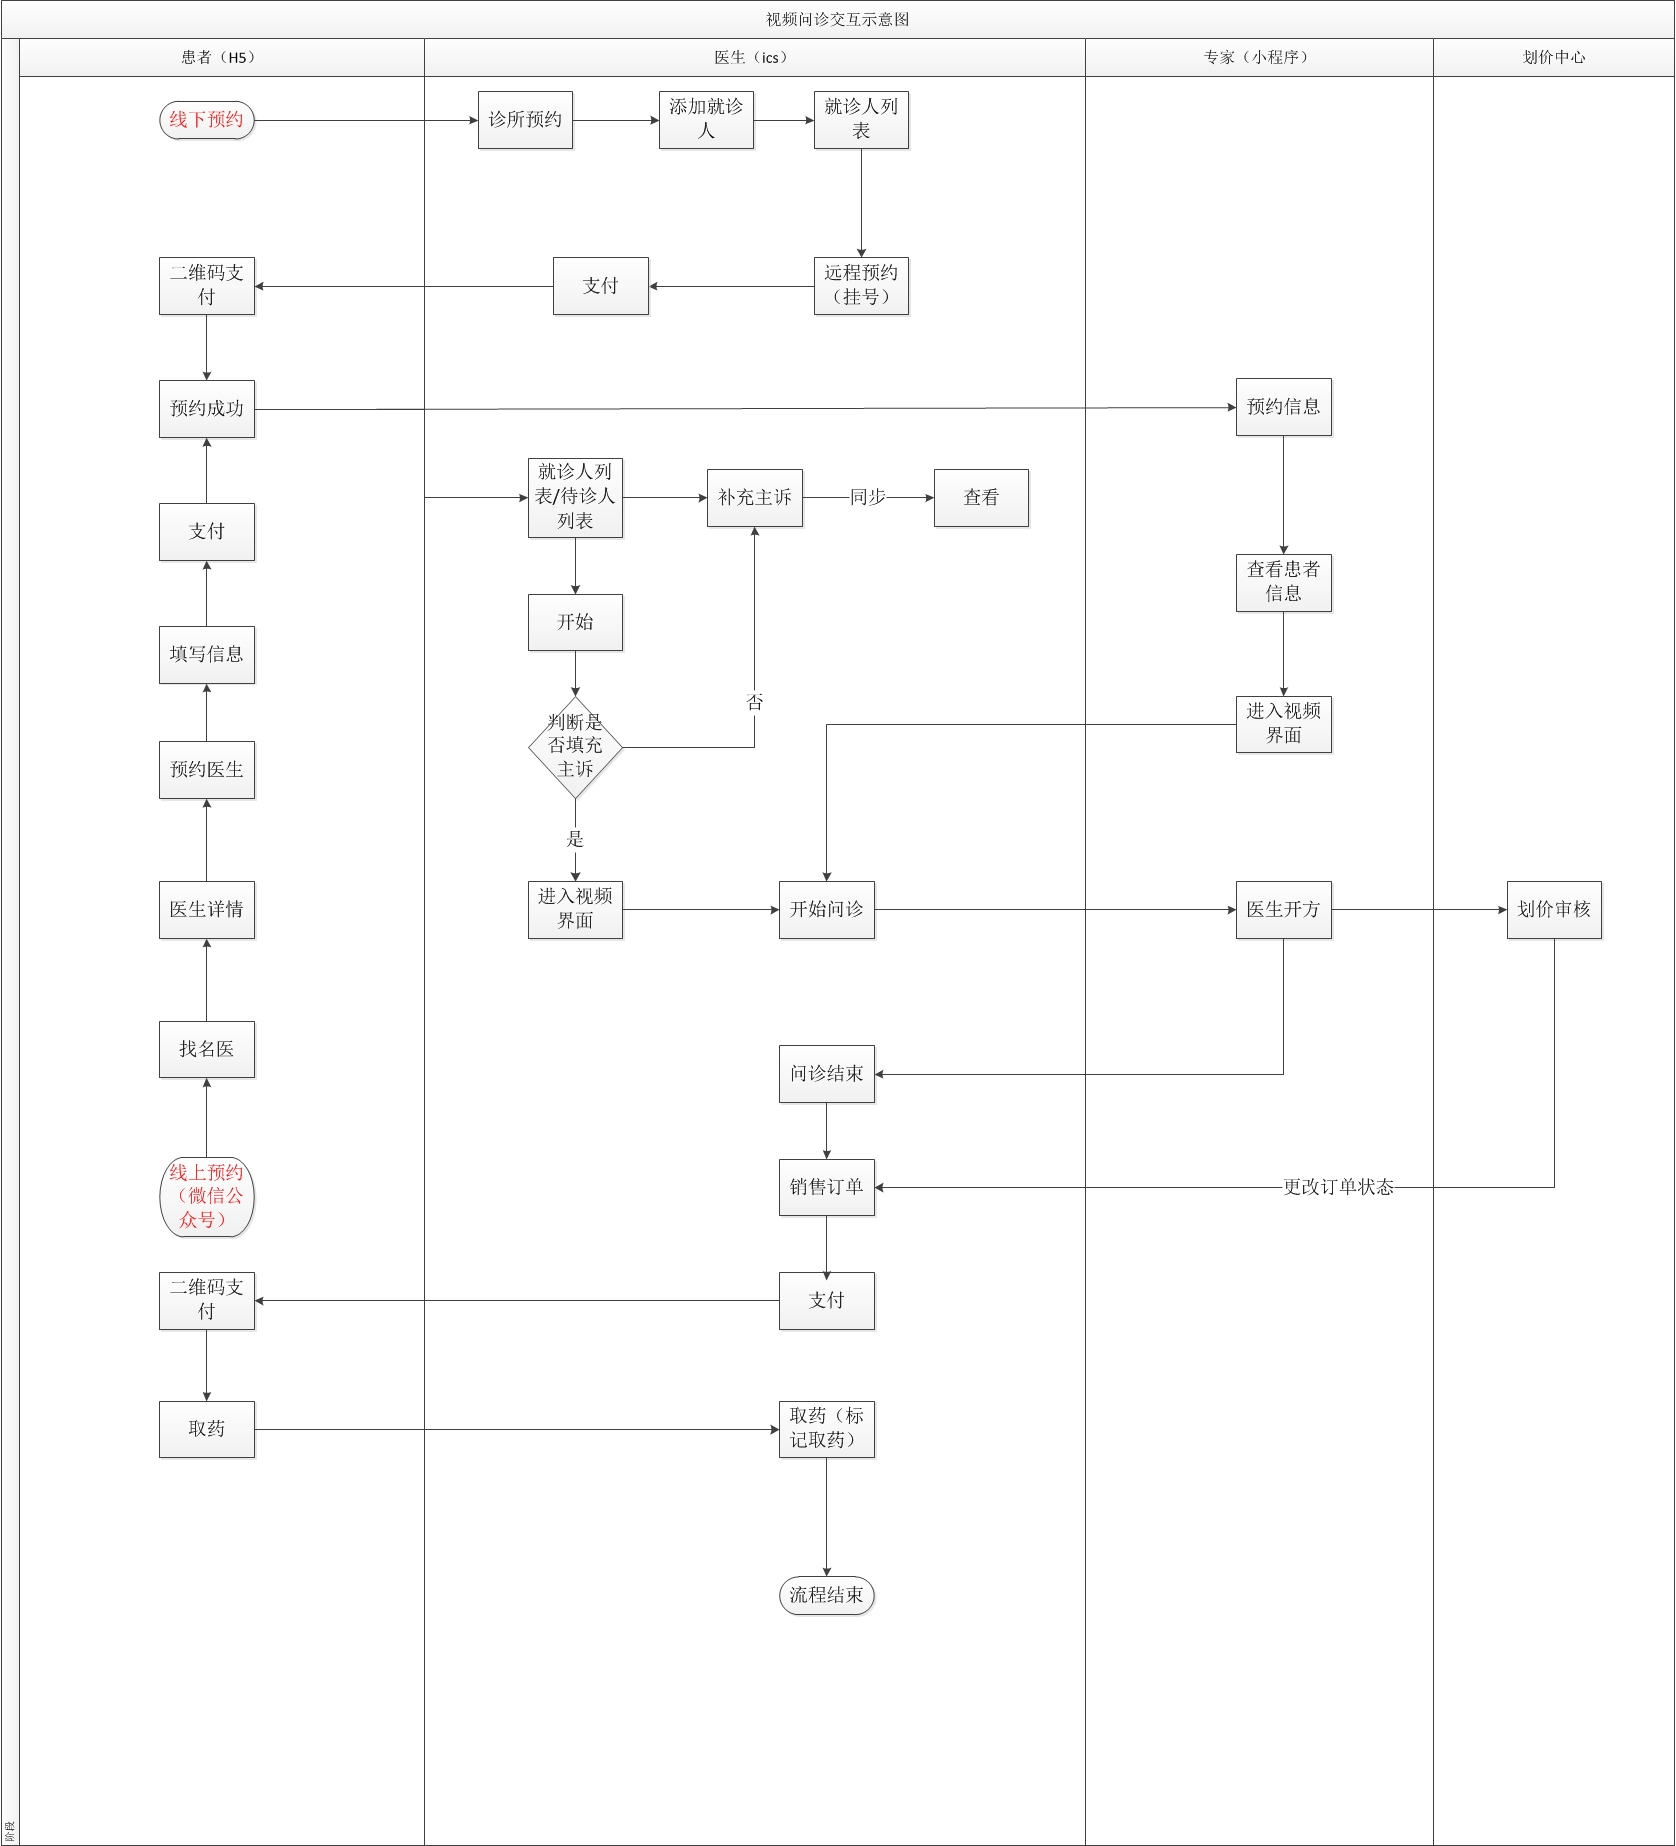 视频问诊交互示意图
患者（H5）
医生（ics）
专家（小程序）
划价中心
线下预约
诊所预约
添加就诊
人
就诊人列
表
二维码支
付
支付
远程预约
（挂号）
预约成功
预约信息
就诊人列
表/待诊人
列表
补充主诉
同步
查看
支付
查看患者
信息
开始
填写信息
否
判断是
否填充
主诉
进入视频
界面
预约医生
是
医生详情
进入视频
界面
开始问诊
医生开方
划价审核
找名医
问诊结束
线上预约
（微信公
众号）
销售订单
更改订单状态
二维码支
付
支付
取药
取药（标
记取药）
流程结束
阶段